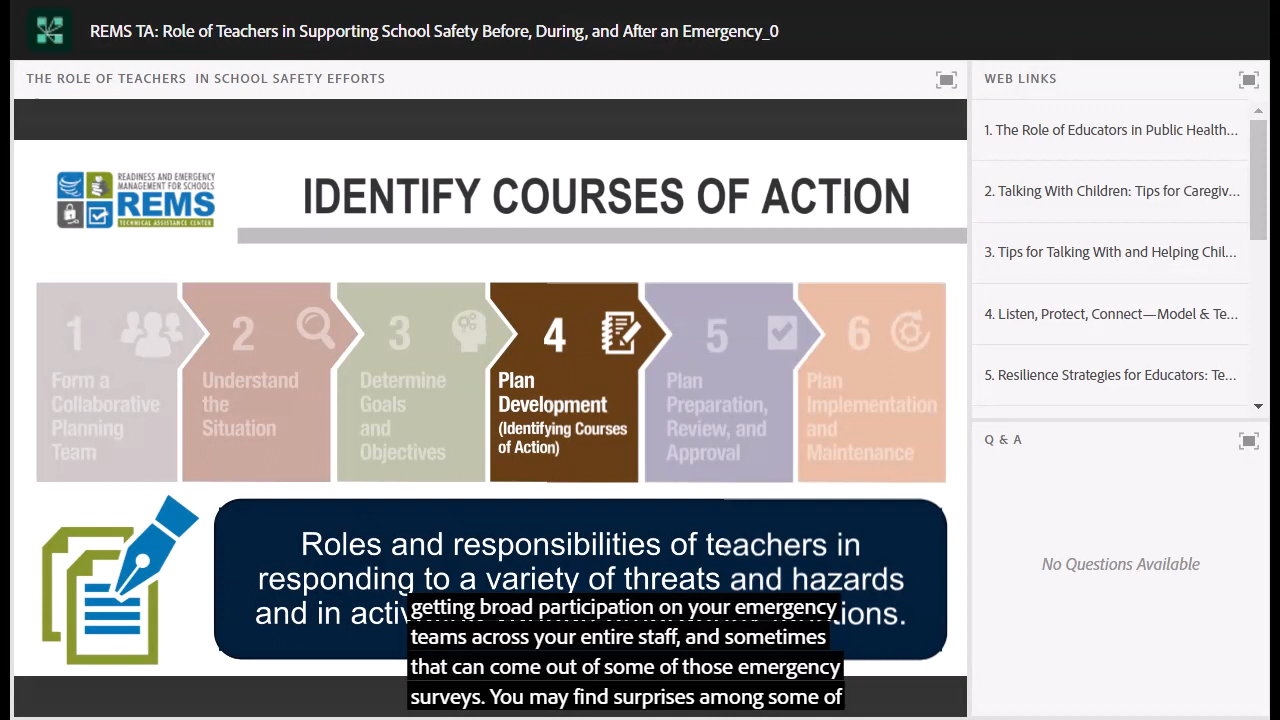 REMS TA: Role of Teachers in Supporting School Safety Before, During, and After an Emergency_0
THE ROLE OF TEACHERS IN SCHOOL SAFETY EFFORTS
READINESS AND EMERGENCY
MANAGEMENT FOR SCHOOLS
REMS
TECHNICAL ASSISTANCE CENTER
IDENTIFY COURSES OF ACTION
1
Form a
Collaborative
Planning
Team
2
Understand
the
Situation
3
Determine
Goals
and
Objectives
4
Plan
Development
(Identifying Courses
of Action)
5
Plan
Preparation,
Review, and
Approval
6
Plan
Implementation
and
Maintenance
Roles and responsibilities of teachers in
responding to a variety of threats and hazards
and in
getting broad participation on your emergency
teams across your entire staff, and sometimes
that can come out of some of those emergency
surveys. You may find surprises among some of
WEB LINKS
1. The Role of Educators in Public Health...
2. Talking With Children: Tips for Caregiv...
3. Tips for Talking With and Helping Chil...
4. Listen, Protect, Connect—Model & Te...
5. Resilience Strategies for Educators: Te...
Q & A
No Questions Available